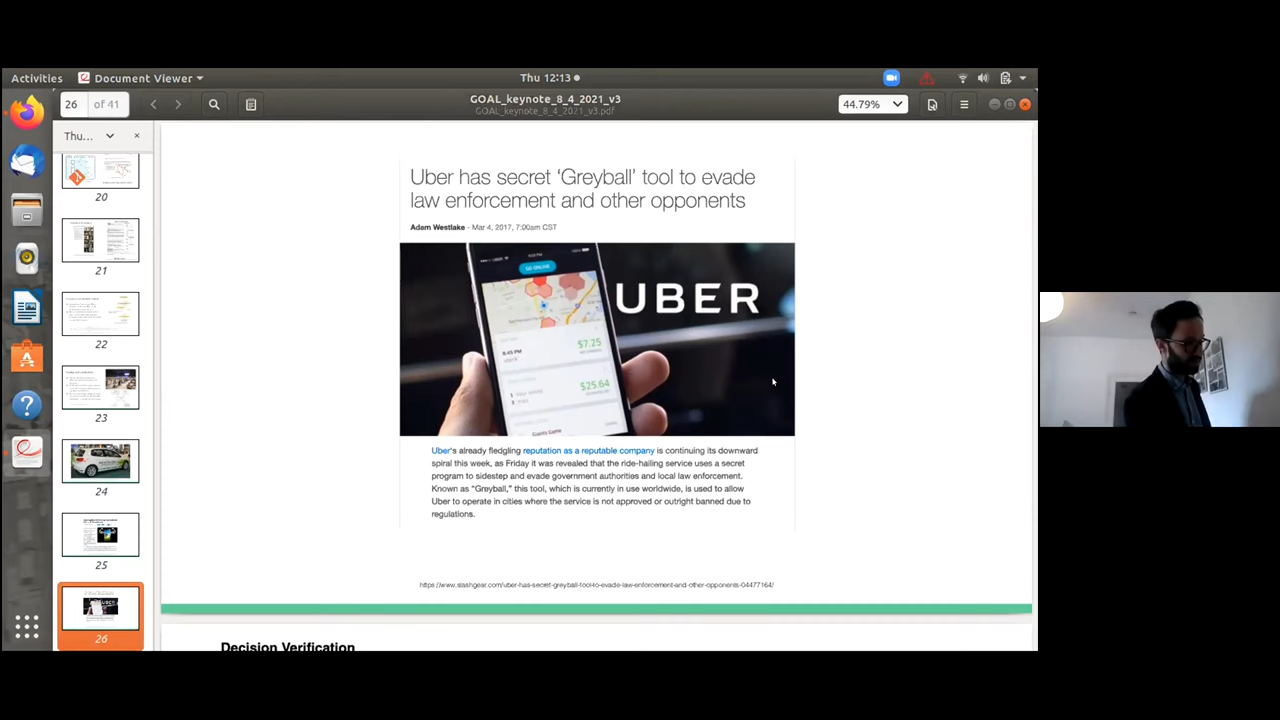 Activities Document Viewer Thu 12:13
26 of 41 GOAL_keynote_8_4_2021_v3 44.79%
GOAL_keynote_8_4_2021_v3.pdf
Thu...
20
21
22
23
24
25
26
Uber has secret ‘Greyball’ tool to evade
law enforcement and other opponents
Adam Westlake - Mar 4, 2017, 7:00am CST
GO ONLINE
UBER
8:45 PM
$7.25
$25.64
Giants Game
Uber's already fledgling reputation as a reputable company is continuing its downward
spiral this week, as Friday it was revealed that the ride-hailing service uses a secret
program to sidestep and evade government authorities and local law enforcement.
Known as "Greyball," this tool, which is currently in use worldwide, is used to allow
Uber to operate in cities where the service is not approved or outright banned due to
regulations.
https://www.slashgear.com/uber-has-secret-greyball-tool-to-evade-law-enforcement-and-other-opponents-04477164/
Decision Verification